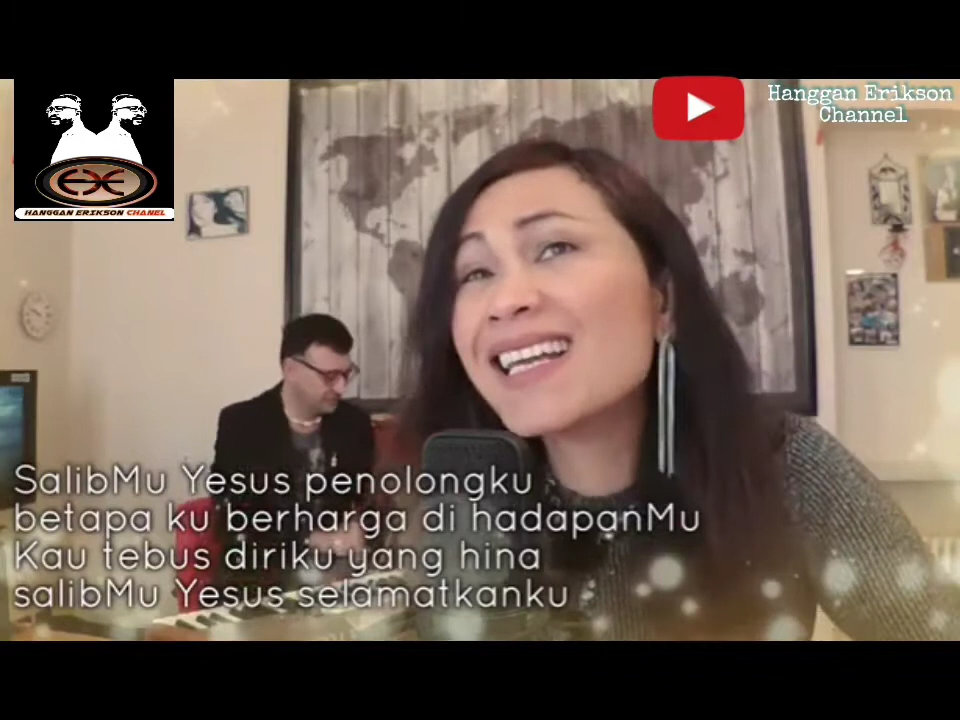 Hanggan Erikson
Channel
EXE
HANGGAN ERIKSON CHANEL
SalibMu Yesus penolongku
betapa ku berharga di hadapanMu
Kau tebus diriku yang hina
salibMu Yesus selamatkanku